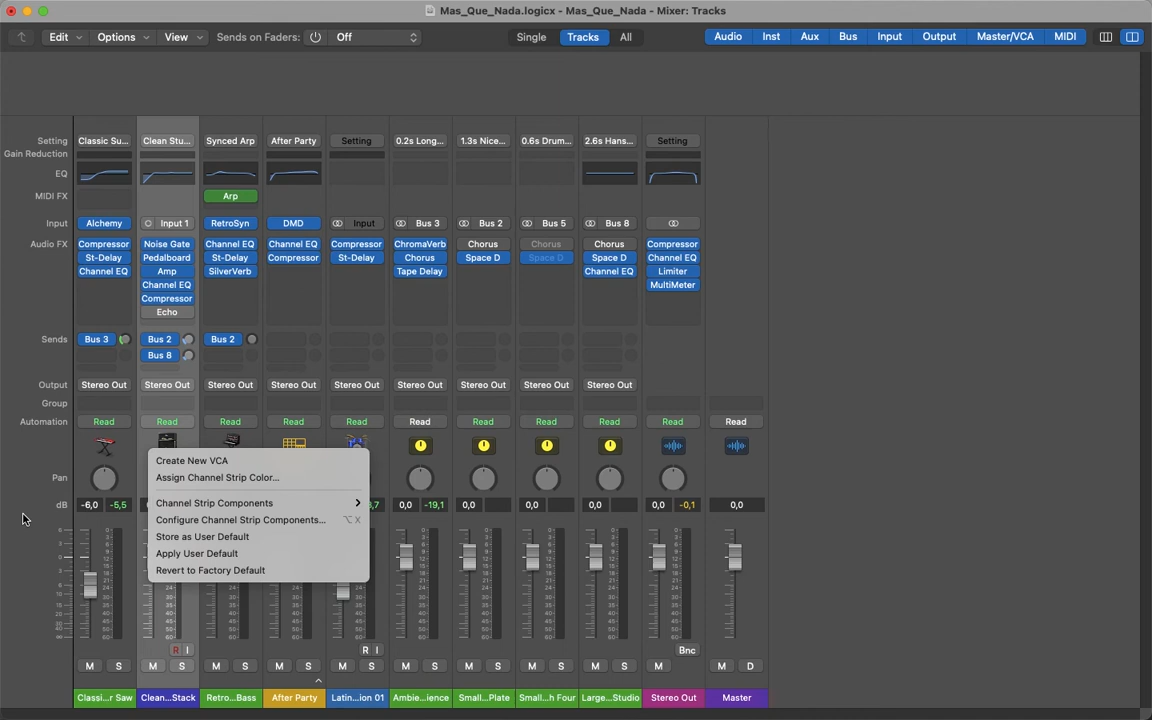 Mas_Que_Nada.logicx - Mas_Que_Nada - Mixer: Tracks
Edit Options View Sends on Faders: Off Single Tracks All Audio Inst Aux Bus Input Output Master/VCA MIDI
Setting Classic Su... Clean Stu... Synced Arp After Party Setting 0.2s Long... 1.3s Nice... 0.6s Drum... 2.6s Hans... Setting
Gain Reduction
EQ
MIDI FX Arp
Input Alchemy Input 1 RetroSyn DMD Input Bus 3 Bus 2 Bus 5 Bus 8
Audio FX Compressor Noise Gate Channel EQ Channel EQ Compressor ChromaVerb Chorus Chorus Chorus Compressor
St-Delay Pedalboard St-Delay Compressor St-Delay Chorus Space D Space D Space D Channel EQ
Channel EQ Amp SilverVerb Tape Delay Channel EQ Limiter
Channel EQ MultiMeter
Compressor
Echo
Sends Bus 3 Bus 2 Bus 2
Bus 8
Output Stereo Out Stereo Out Stereo Out Stereo Out Stereo Out Stereo Out Stereo Out Stereo Out Stereo Out
Group
Automation Read Read Read Read Read Read Read Read Read Read Read
Create New VCA
Pan Assign Channel Strip Color...
dB -6,0 -5,5 Channel Strip Components 0,0 -19,1 0,0 0,0 0,0 0,0 -0,1 0,0
Configure Channel Strip Components... ⌥ X
Store as User Default
Apply User Default
Revert to Factory Default
R I R I Bnc
M S M S M S M S M S M S M S M S M S M M D
Classi...r Saw Clean...Stack Retro...Bass After Party Latin...ion 01 Ambie...ience Small...Plate Small...h Four Large...Studio Stereo Out Master